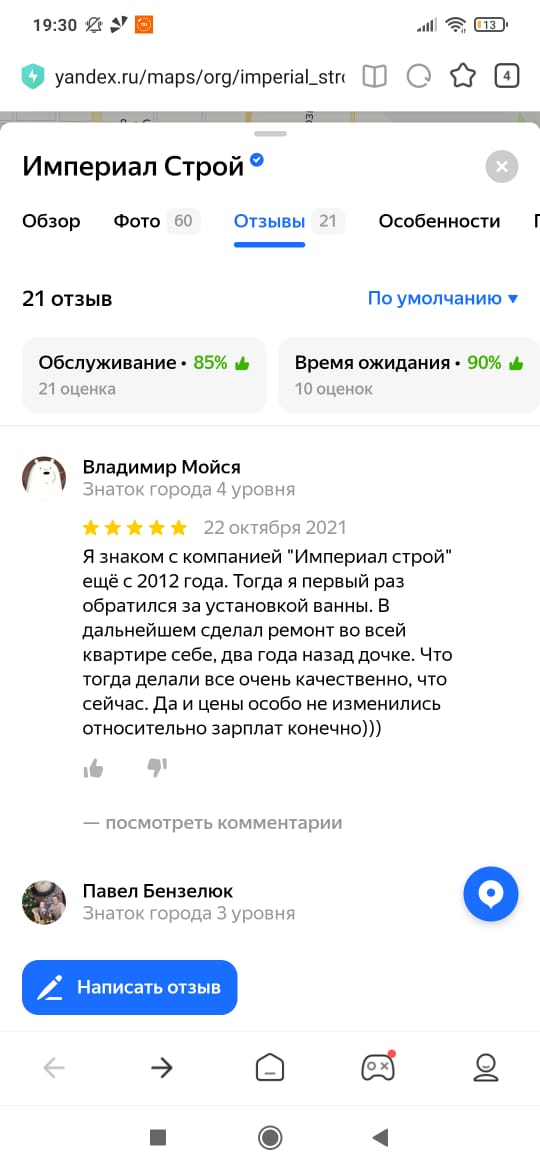 19:30
13
yandex.ru/maps/org/imperial_str
4
Империал Строй
Обзор Фото 60 Отзывы 21 Особенности
21 отзыв По умолчанию
Обслуживание • 85% Время ожидания • 90%
21 оценка 10 оценок
Владимир Мойся
Знаток города 4 уровня
22 октября 2021
Я знаком с компанией "Империал строй"
ещё с 2012 года. Тогда я первый раз
обратился за установкой ванны. В
дальнейшем сделал ремонт во всей
квартире себе, два года назад дочке. Что
тогда делали все очень качественно, что
сейчас. Да и цены особо не изменились
относительно зарплат конечно)))
— посмотреть комментарии
Павел Бензелюк
Знаток города 3 уровня
Написать отзыв